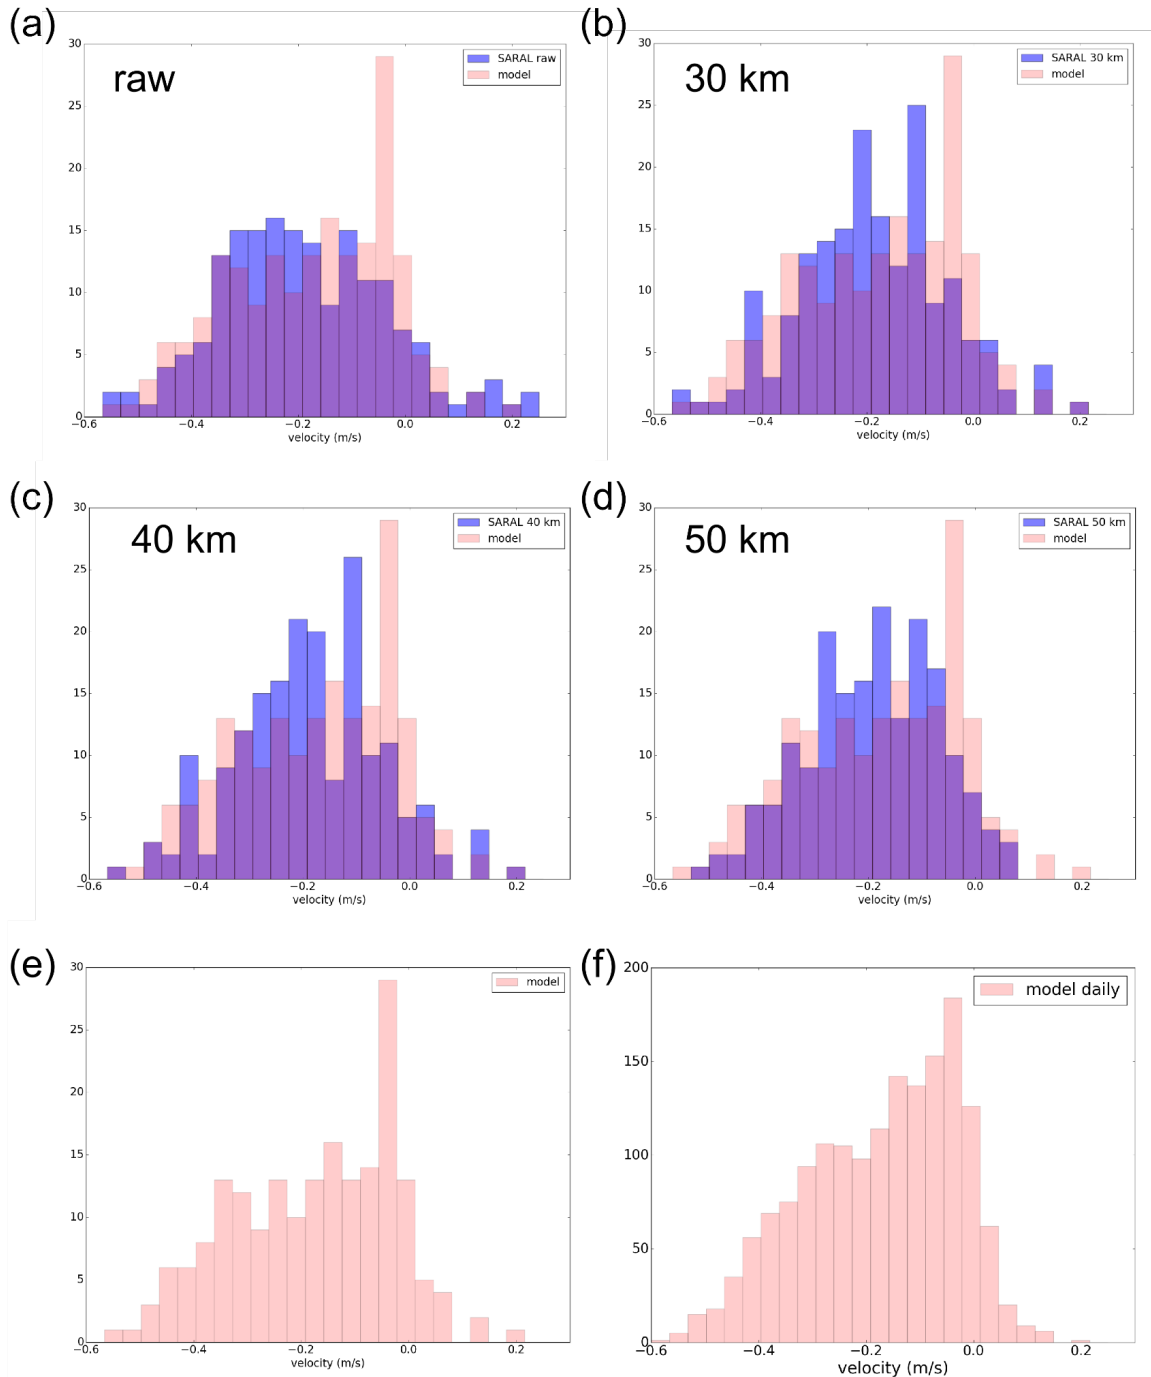 (a)
(b)
raw
SARAL raw
model
30
25
20
15
10
5
0
−0.6 −0.4 −0.2 0.0 0.2
velocity (m/s)
30 km
SARAL 30 km
model
30
25
20
15
10
5
0
−0.6 −0.4 −0.2 0.0 0.2
velocity (m/s)
(c)
(d)
40 km
SARAL 40 km
model
30
25
20
15
10
5
0
−0.6 −0.4 −0.2 0.0 0.2
velocity (m/s)
50 km
SARAL 50 km
model
30
25
20
15
10
5
0
−0.6 −0.4 −0.2 0.0 0.2
velocity (m/s)
(e)
(f)
model
30
25
20
15
10
5
0
−0.6 −0.4 −0.2 0.0 0.2
velocity (m/s)
model daily
200
150
100
50
0
−0.6 −0.4 −0.2 0.0 0.2
velocity (m/s)